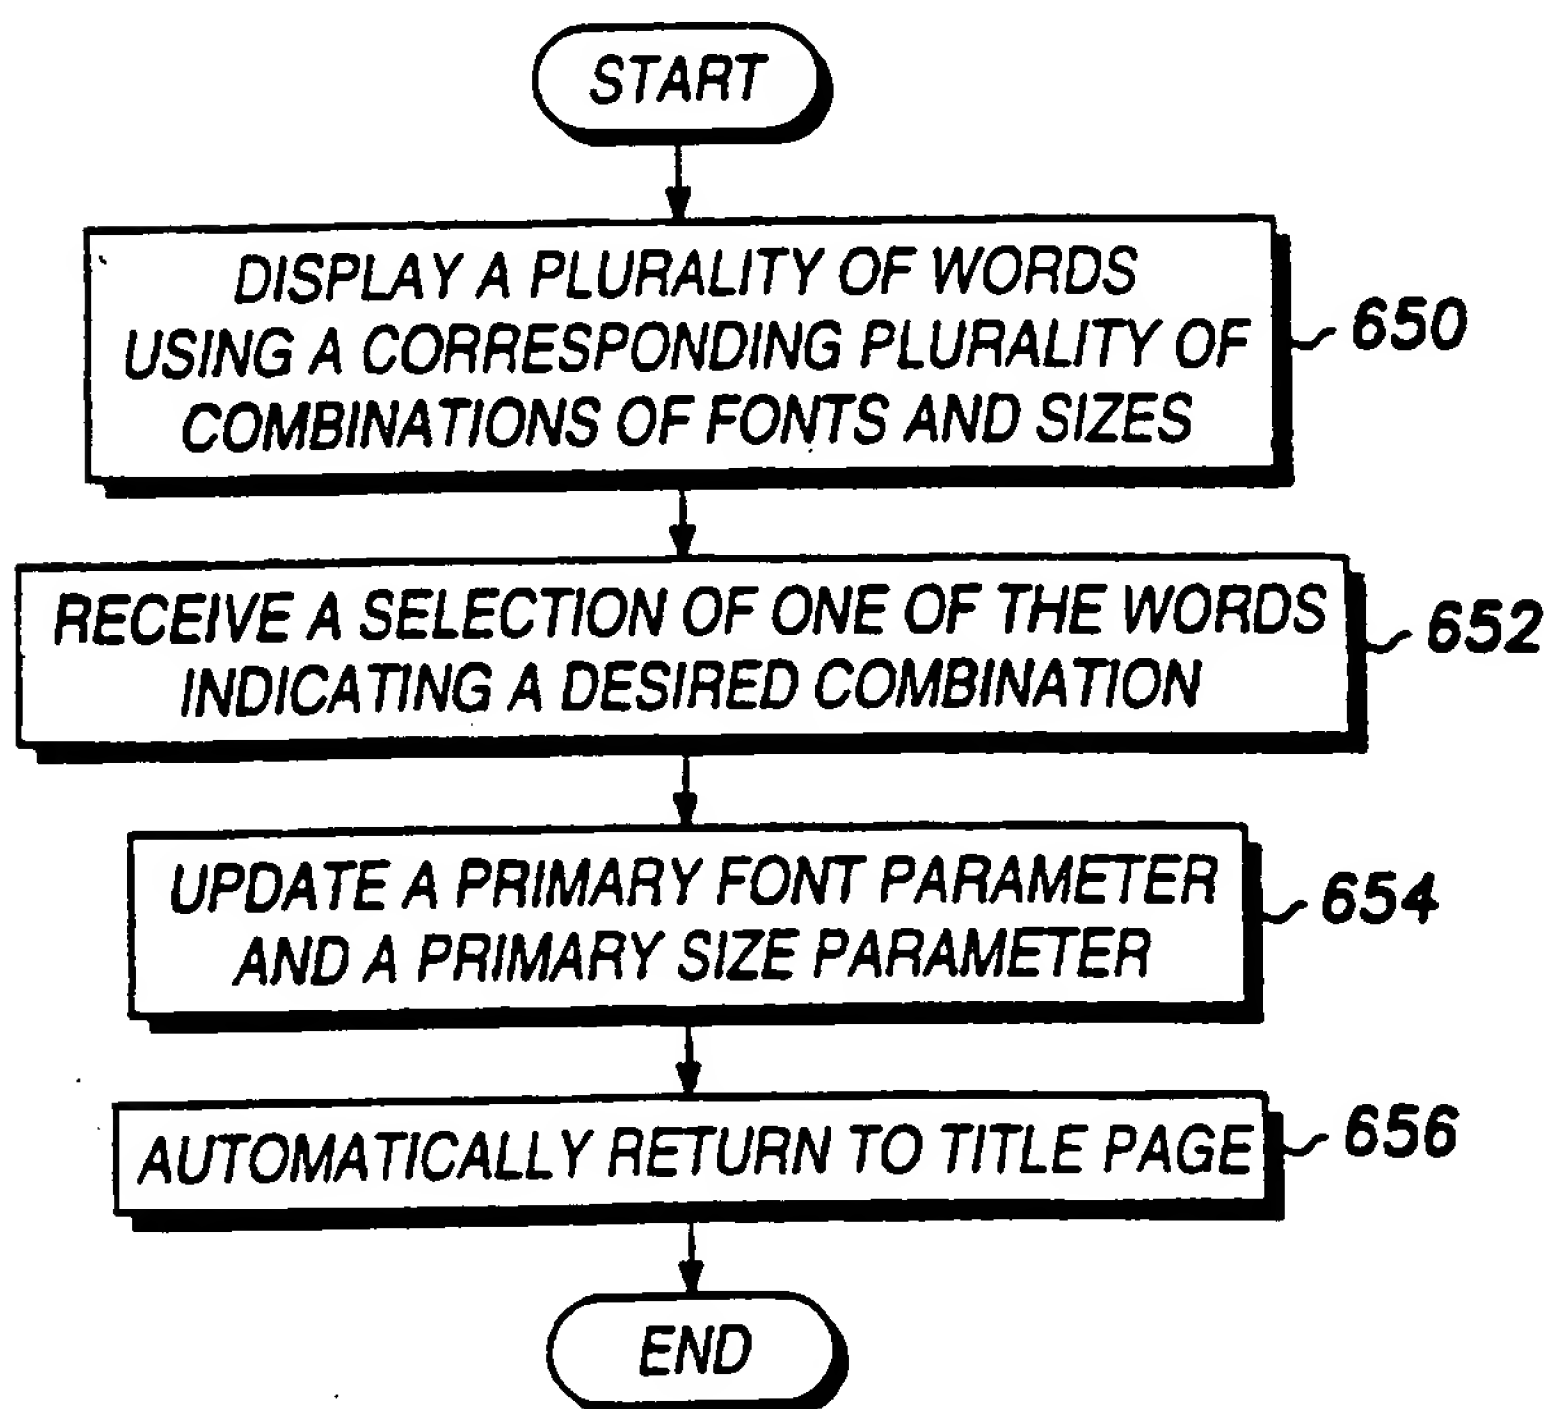 START
DISPLAY A PLURALITY OF WORDS
USING A CORRESPONDING PLURALITY OF
COMBINATIONS OF FONTS AND SIZES
650
RECEIVE A SELECTION OF ONE OF THE WORDS
INDICATING A DESIRED COMBINATION
652
UPDATE A PRIMARY FONT PARAMETER
AND A PRIMARY SIZE PARAMETER
654
AUTOMATICALLY RETURN TO TITLE PAGE
656
END